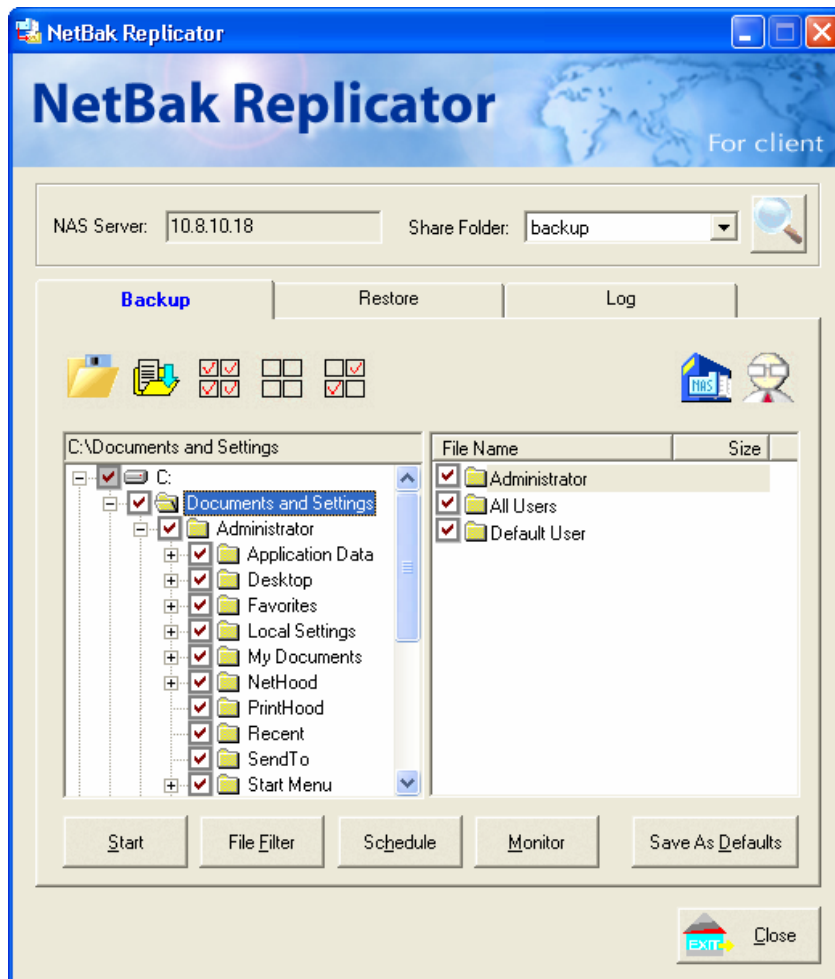 NetBak Replicator
NetBak Replicator
For client
NAS Server: 10.8.10.18 Share Folder: backup
Backup Restore Log
NAS
C:\Documents and Settings
C:
Documents and Settings
Administrator
Application Data
Desktop
Favorites
Local Settings
My Documents
NetHood
PrintHood
Recent
SendTo
Start Menu
File Name Size
Administrator
All Users
Default User
Start File Filter Schedule Monitor Save As Defaults
EXIT Close